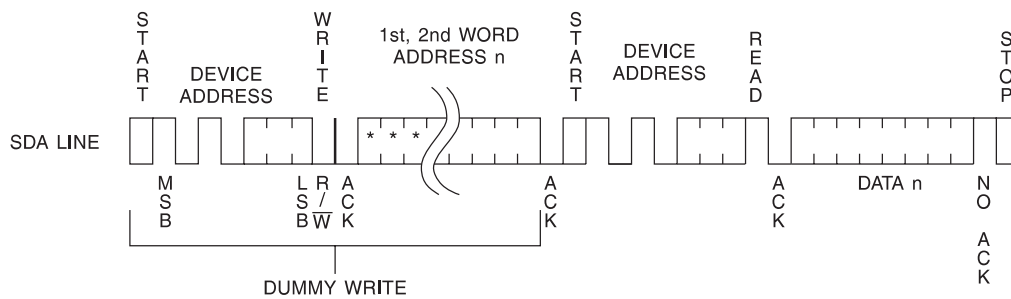 START
WRITE
1st, 2nd WORD
ADDRESS n
START
READ
STOP
DEVICE
ADDRESS
DEVICE
ADDRESS
SDA LINE
* * *
MSB
LSB
R/W
ACK
ACK
ACK
DATA n
NO ACK
DUMMY WRITE